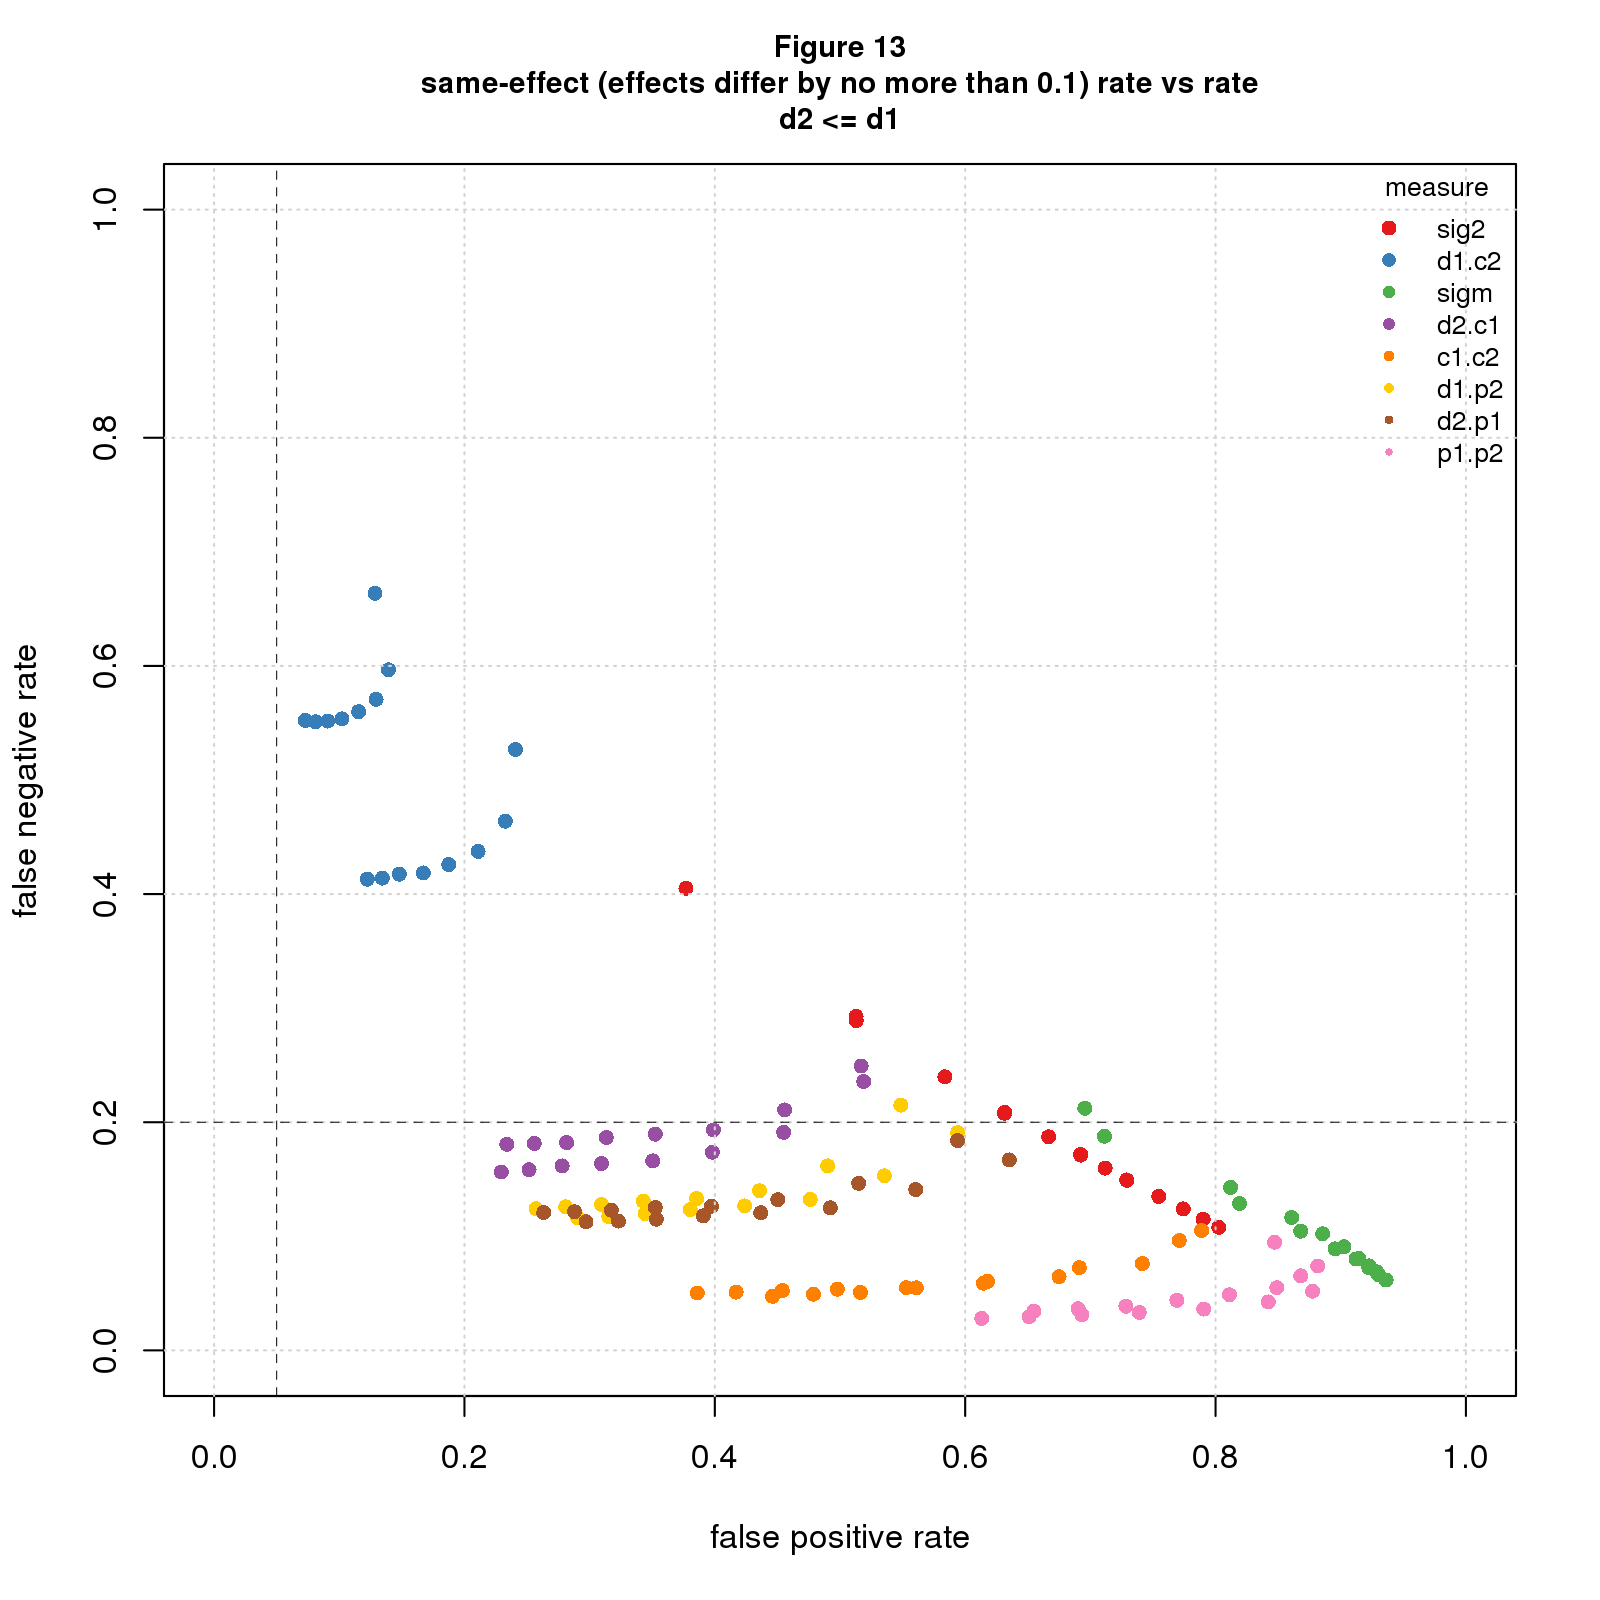 Figure 13
same-effect (effects differ by no more than 0.1) rate vs rate
d2 <= d1
measure
sig2
d1.c2
sigm
d2.c1
c1.c2
d1.p2
d2.p1
p1.p2
false negative rate
1.0
0.8
0.6
0.4
0.2
0.0
0.0 0.2 0.4 0.6 0.8 1.0
false positive rate